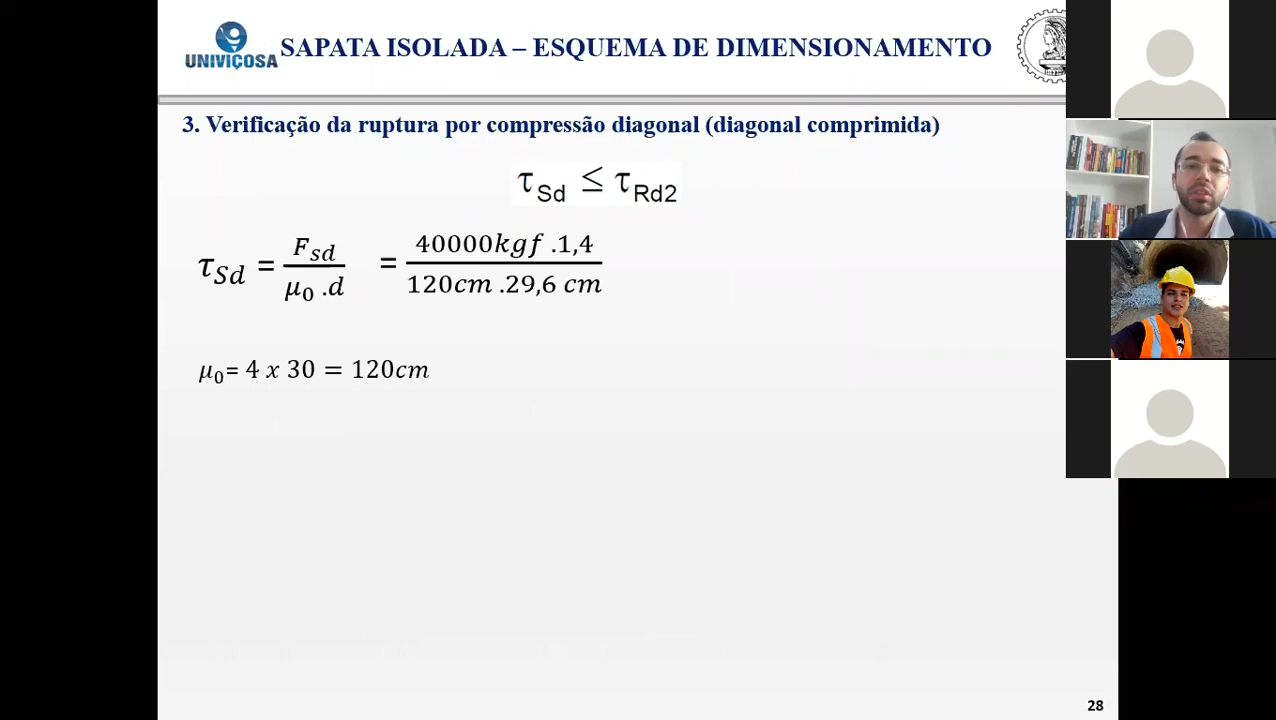 UNIVIÇOSA
SAPATA ISOLADA – ESQUEMA DE DIMENSIONAMENTO
3. Verificação da ruptura por compressão diagonal (diagonal comprimida)
τSd ≤ τRd2
τSd = Fsd / μ0 .d = 40000kgf .1,4 / 120cm .29,6 cm
μ0= 4 x 30 = 120cm
28